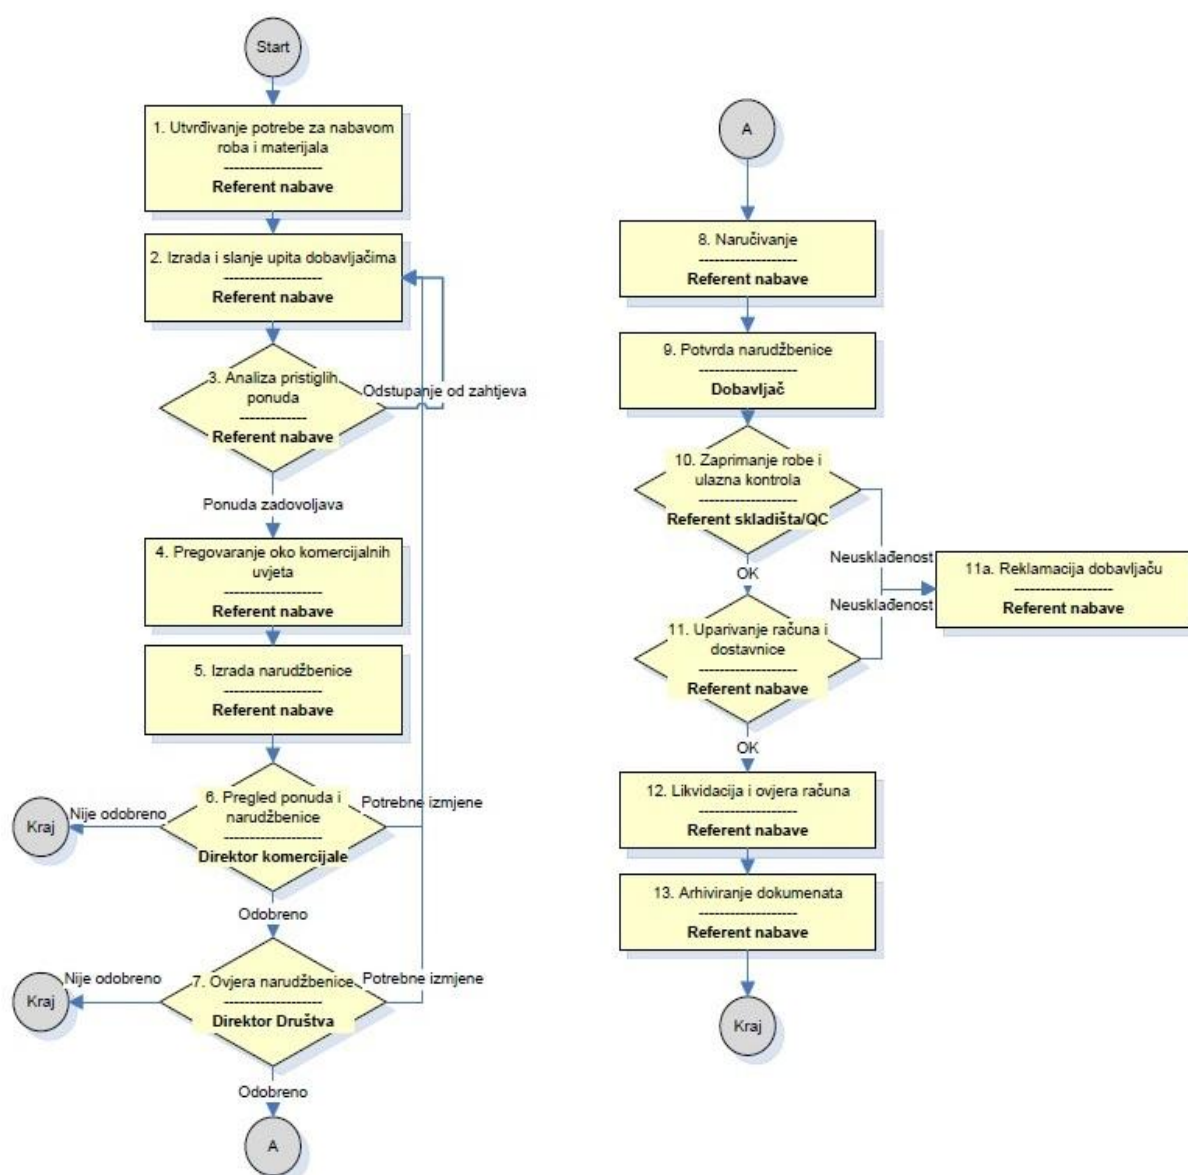 Start
1. Utvrđivanje potrebe za nabavom
roba i materijala
--------------------
Referent nabave
2. Izrada i slanje upita dobavljačima
--------------------
Referent nabave
3. Analiza pristiglih
ponuda
--------------
Referent nabave
Odstupanje od zahtjeva
Ponuda zadovoljava
4. Pregovaranje oko komercijalnih
uvjeta
--------------------
Referent nabave
5. Izrada narudžbenice
--------------------
Referent nabave
6. Pregled ponuda i
narudžbenice
--------------------
Direktor komercijale
Nije odobreno
Kraj
Potrebne izmjene
Odobreno
7. Ovjera narudžbenice
--------------------
Direktor Društva
Nije odobreno
Kraj
Potrebne izmjene
Odobreno
A
A
8. Naručivanje
--------------------
Referent nabave
9. Potvrda narudžbenice
--------------------
Dobavljač
10. Zaprimanje robe i
ulazna kontrola
--------------------
Referent skladišta/QC
Neusklađenost
OK
11. Uparivanje računa i
dostavnice
--------------------
Referent nabave
Neusklađenost
11a. Reklamacija dobavljaču
--------------------
Referent nabave
OK
12. Likvidacija i ovjera računa
--------------------
Referent nabave
13. Arhiviranje dokumenata
--------------------
Referent nabave
Kraj